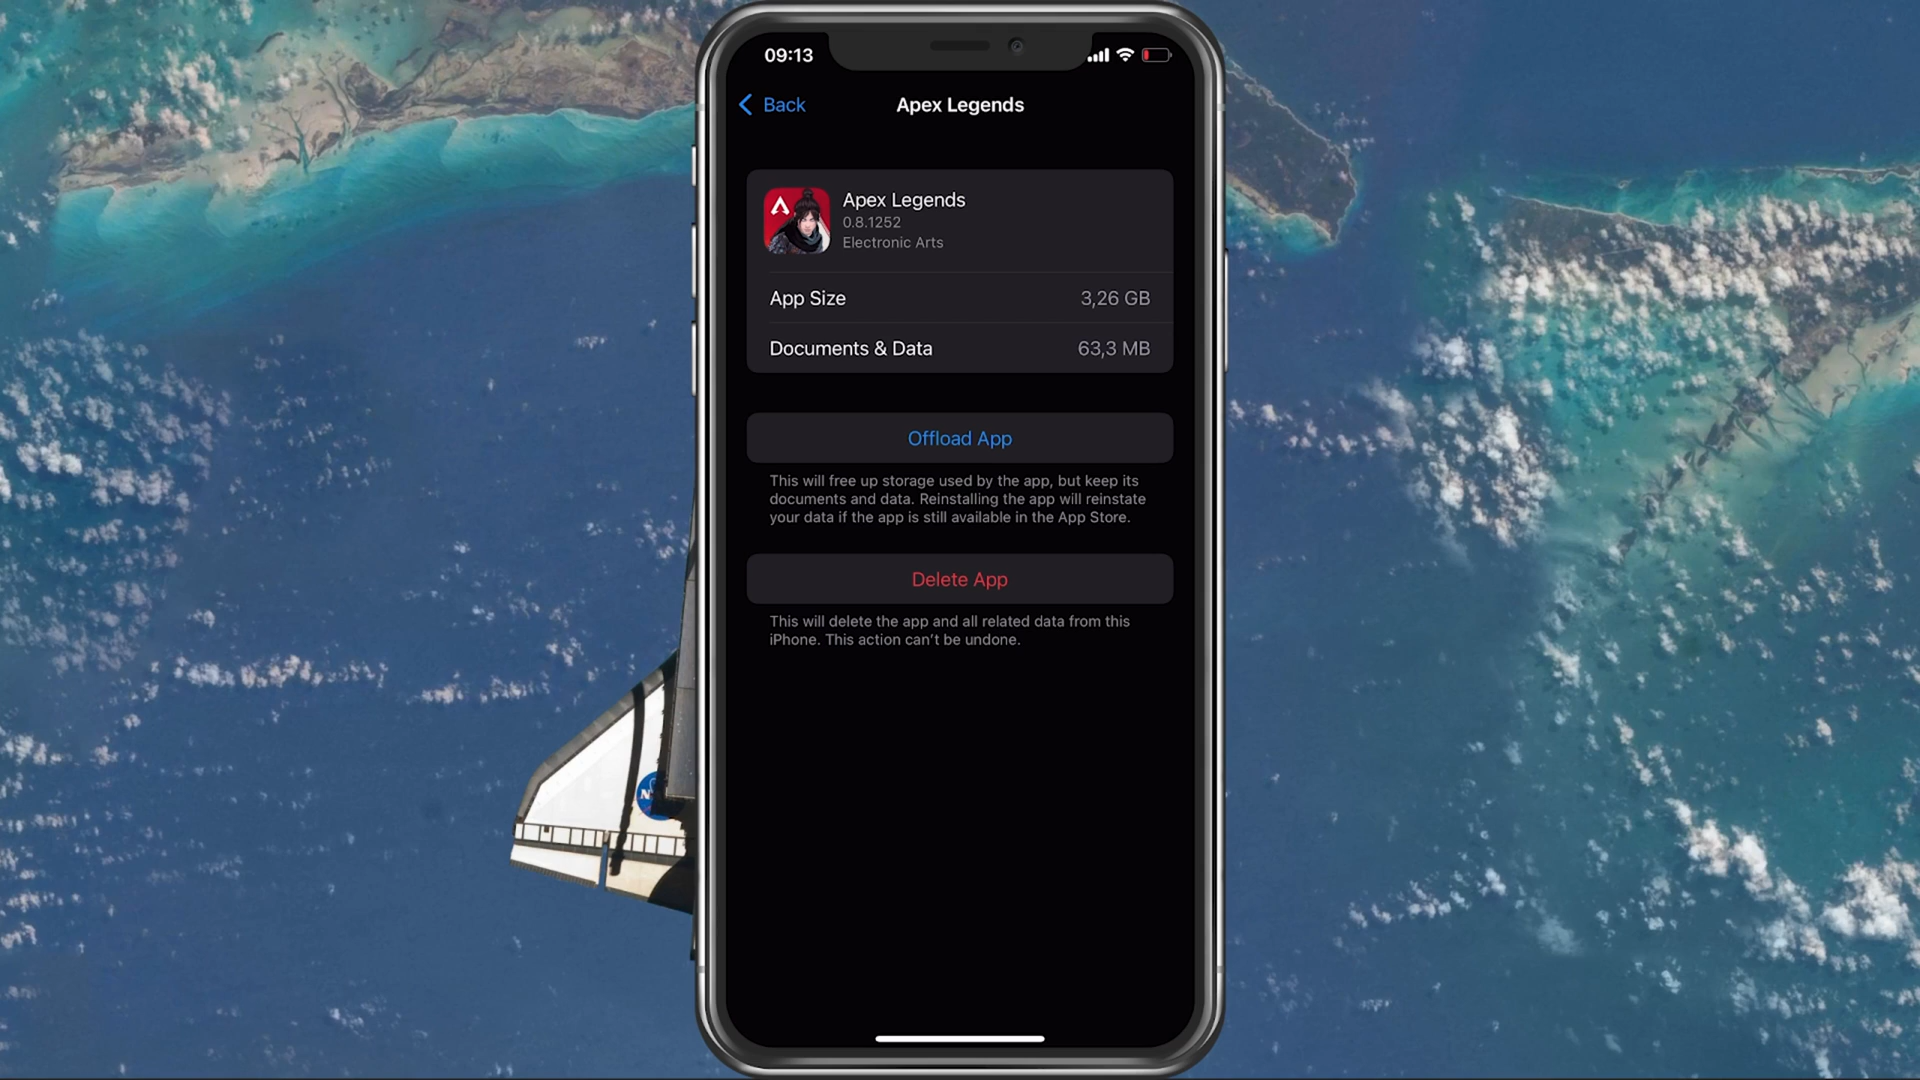 09:13
Back
Apex Legends
Apex Legends
0.8.1252
Electronic Arts
App Size
3,26 GB
Documents & Data
63,3 MB
Offload App
This will free up storage used by the app, but keep its
documents and data. Reinstalling the app will reinstate
your data if the app is still available in the App Store.
Delete App
This will delete the app and all related data from this
iPhone. This action can't be undone.